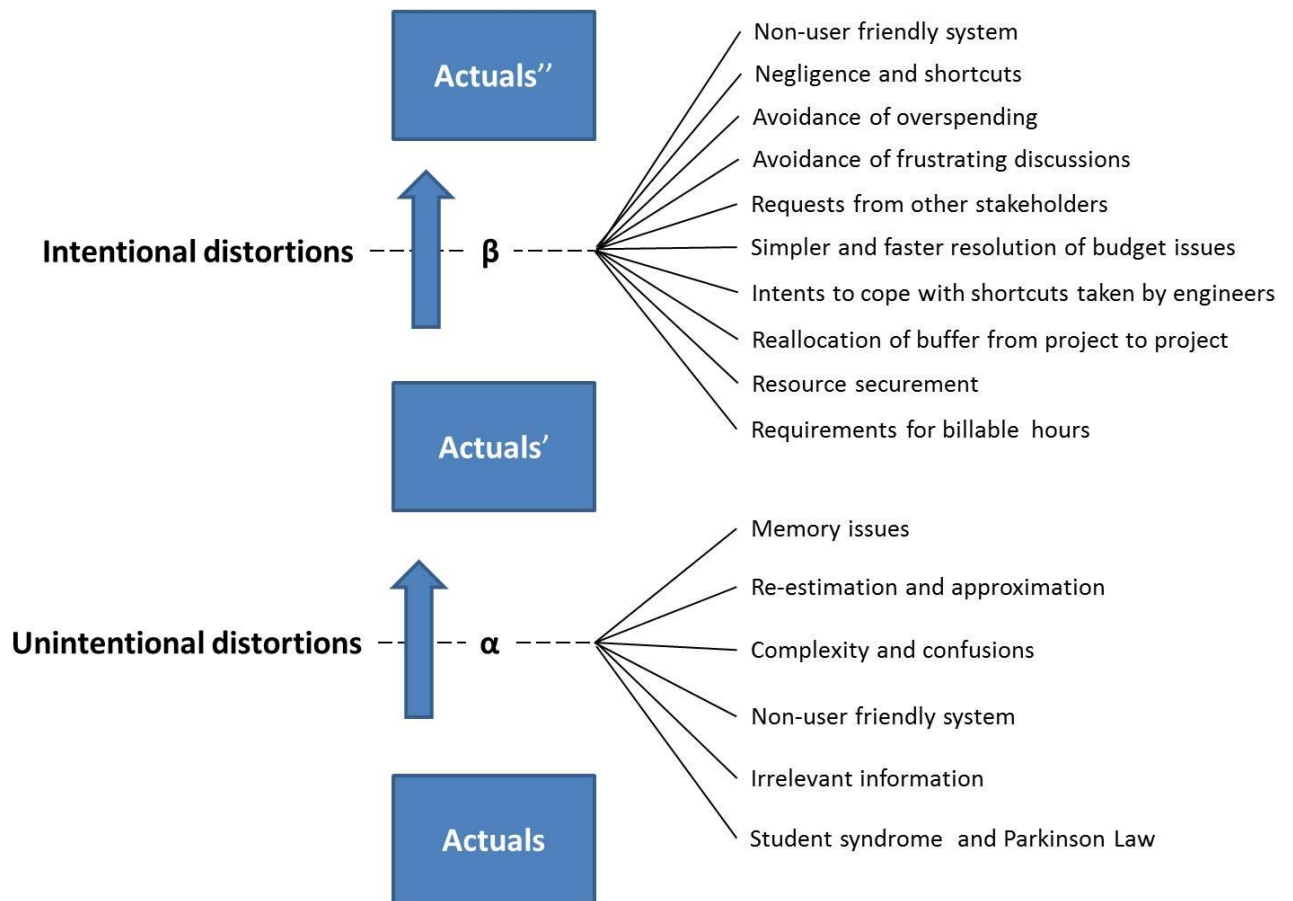 Actuals’’
Non-user friendly system
Negligence and shortcuts
Avoidance of overspending
Avoidance of frustrating discussions
Requests from other stakeholders
Intentional distortions
β
Simpler and faster resolution of budget issues
Intents to cope with shortcuts taken by engineers
Reallocation of buffer from project to project
Resource securement
Requirements for billable hours
Actuals’
Memory issues
Re-estimation and approximation
Unintentional distortions
α
Complexity and confusions
Non-user friendly system
Irrelevant information
Student syndrome and Parkinson Law
Actuals